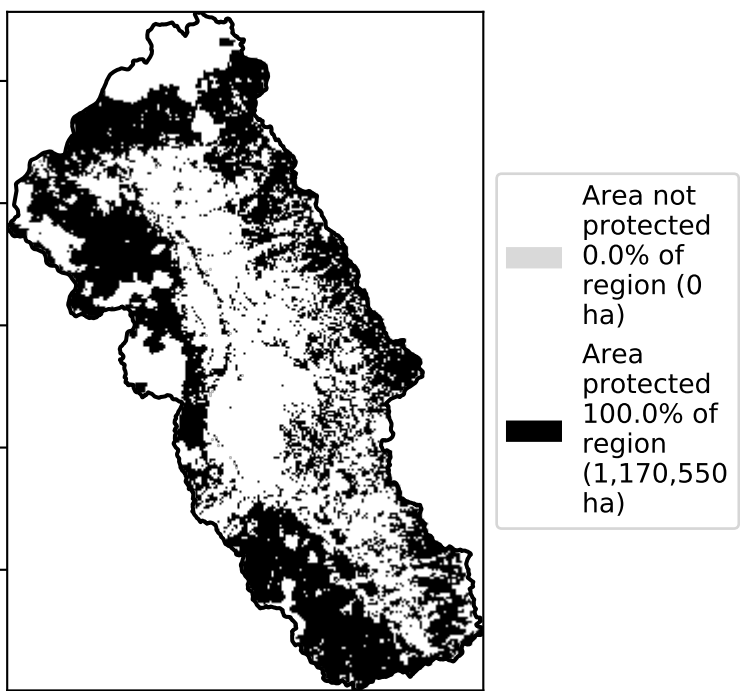 Area not
protected
0.0% of
region (0
ha)
Area
protected
100.0% of
region
(1,170,550
ha)